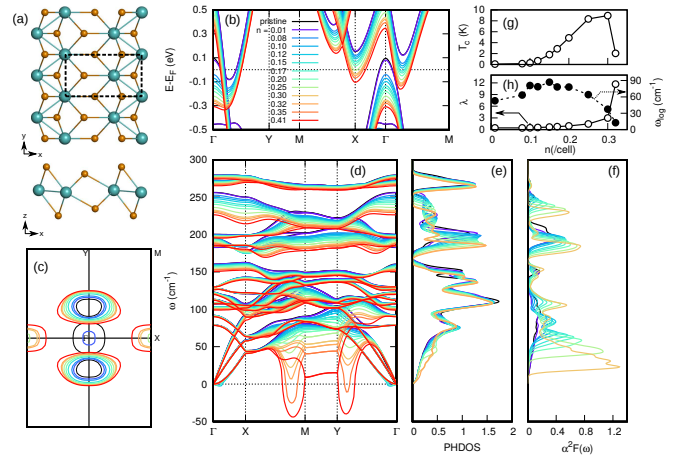 (a)
y
x
z
x
(b)
E-E_F (eV)
0.5
0.4
0.3
0.2
0.1
0.0
-0.1
-0.2
-0.3
-0.4
-0.5
pristine
n = 0.01
0.08
0.10
0.12
0.15
0.17
0.20
0.25
0.30
0.32
0.35
0.41
Γ Y M X Γ M
(g)
T_c (K)
10
8
6
4
2
0
(h)
λ
12
9
6
3
0
90
60
30
0
ω_log (cm⁻¹)
0 0.1 0.2 0.3
n(/cell)
(c)
Y M
Γ X
(d)
ω (cm⁻¹)
300
250
200
150
100
50
0
-50
Γ X M Y Γ
(e)
0 0.5 1 1.5 2
PHDOS
(f)
0 0.4 0.8 1.2
α²F(ω)